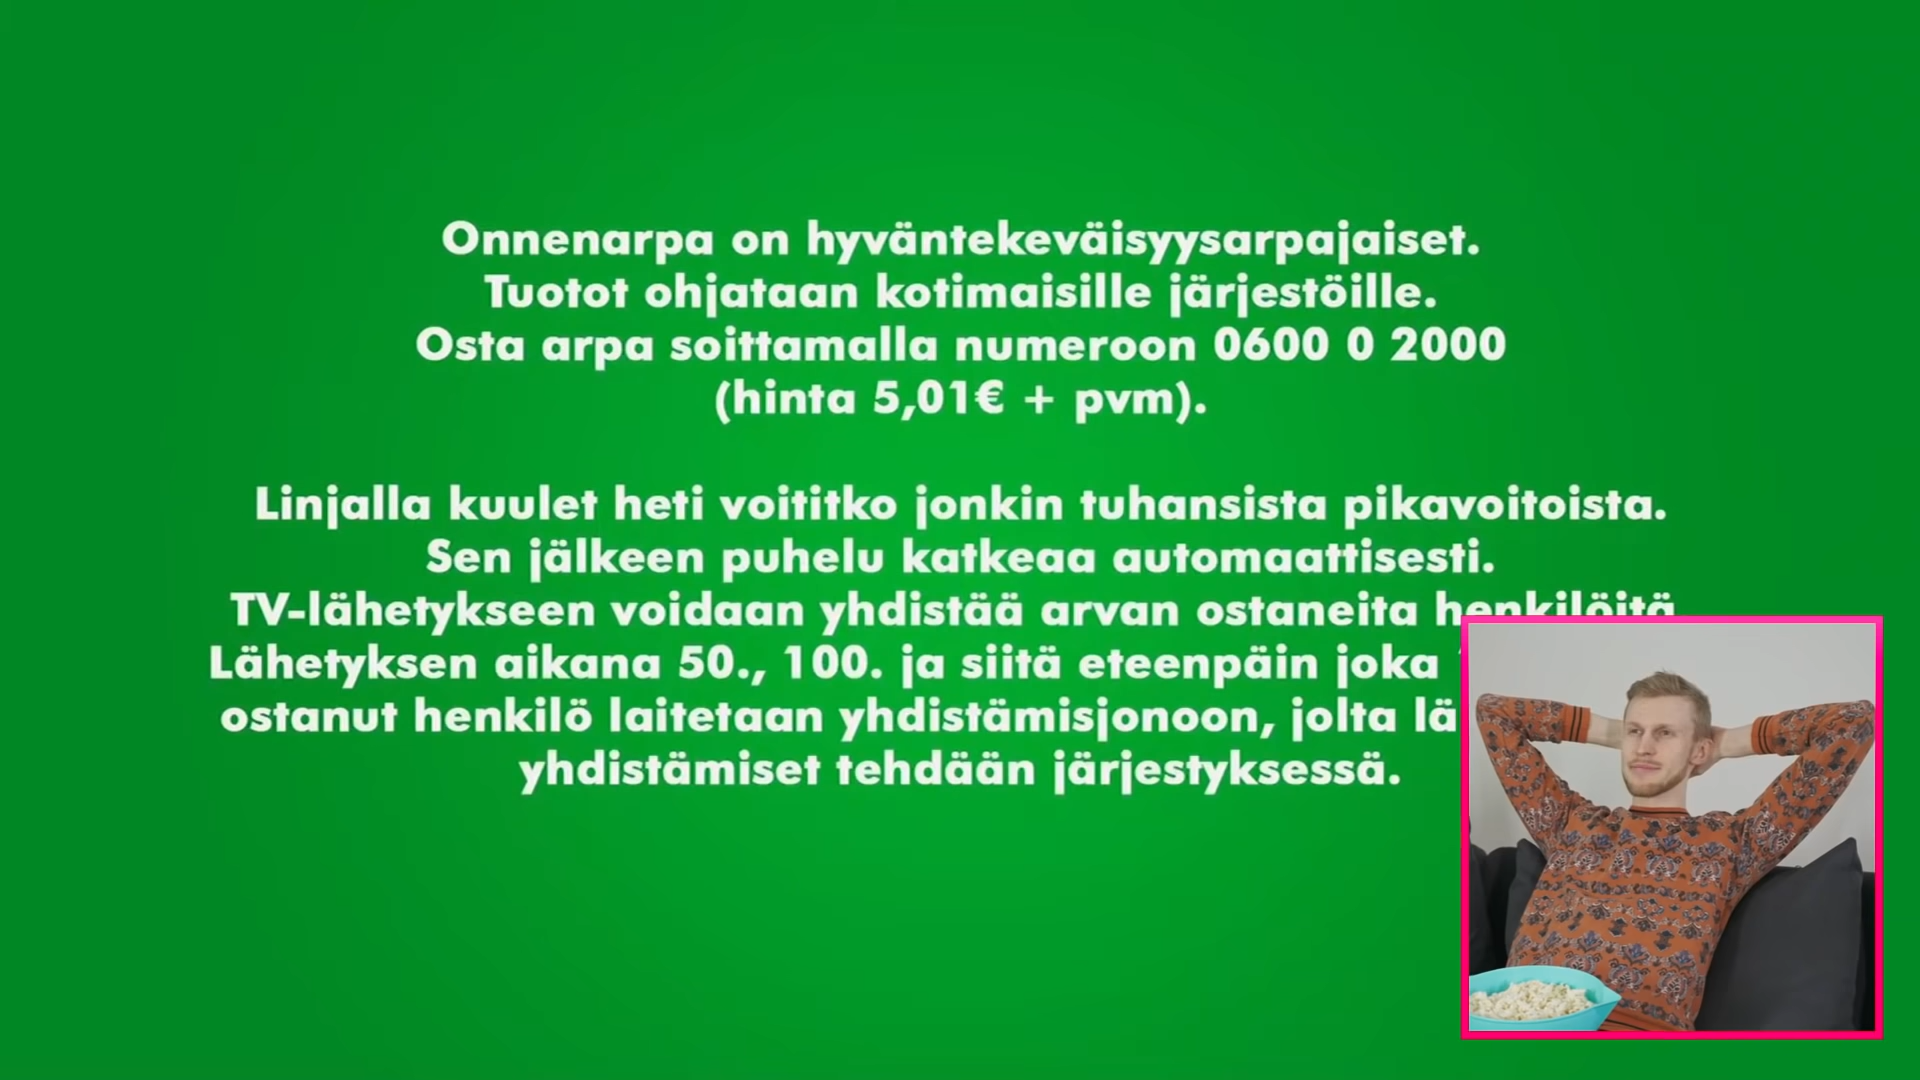 Onnenarpa on hyväntekeväisyysarpajaiset.
Tuotot ohjataan kotimaisille järjestöille.
Osta arpa soittamalla numeroon 0600 0 2000
(hinta 5,01€ + pvm).
Linjalla kuulet heti voititko jonkin tuhansista pikavoitoista.
Sen jälkeen puhelu katkeaa automaattisesti.
TV-lähetykseen voidaan yhdistää arvan ostaneita henkilöitä
Lähetyksen aikana 50., 100. ja siitä eteenpäin joka
ostanut henkilö laitetaan yhdistämisjonoon, jolta lä
yhdistämiset tehdään järjestyksessä.